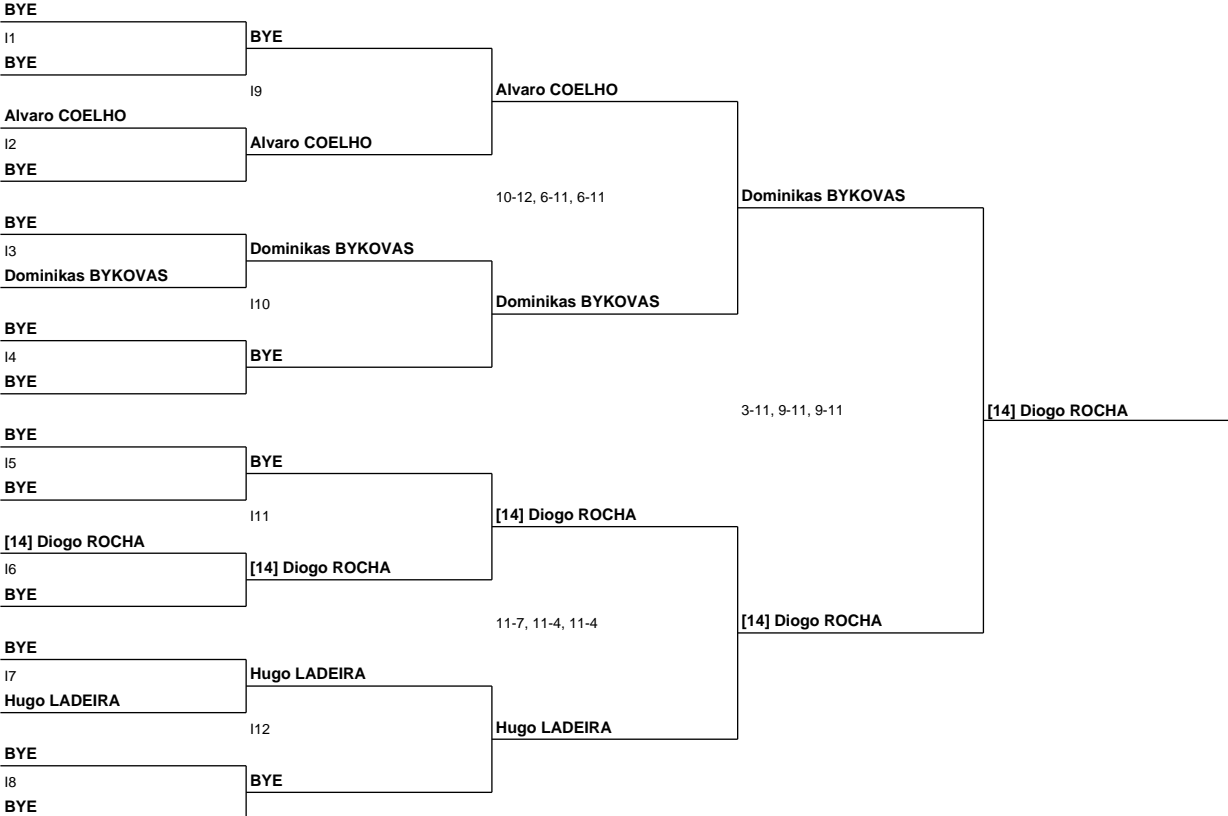 BYE
I1
BYE
Alvaro COELHO
I2
BYE
BYE
I3
Dominikas BYKOVAS
BYE
I4
BYE
BYE
I5
BYE
[14] Diogo ROCHA
I6
BYE
BYE
I7
Hugo LADEIRA
BYE
I8
BYE
BYE
I9
Alvaro COELHO
Dominikas BYKOVAS
I10
BYE
BYE
I11
[14] Diogo ROCHA
Hugo LADEIRA
I12
BYE
Alvaro COELHO
10-12, 6-11, 6-11
Dominikas BYKOVAS
[14] Diogo ROCHA
11-7, 11-4, 11-4
Hugo LADEIRA
Dominikas BYKOVAS
3-11, 9-11, 9-11
[14] Diogo ROCHA
[14] Diogo ROCHA